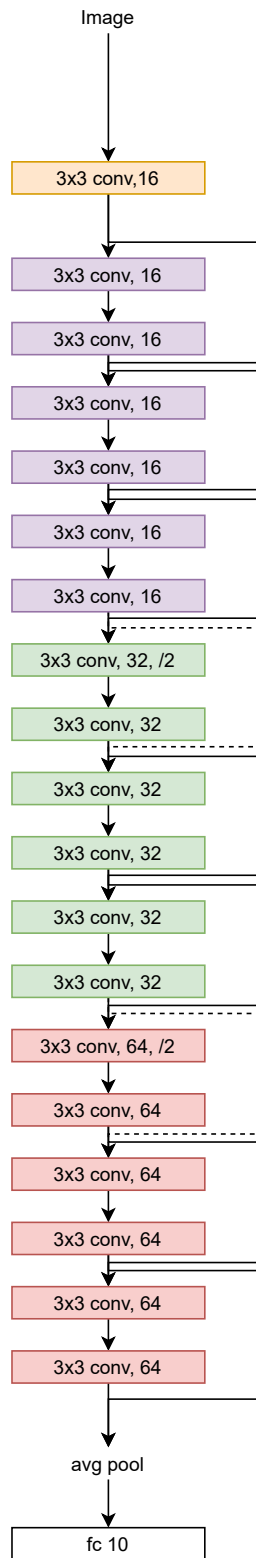 Image
3x3 conv,16
3x3 conv, 16
3x3 conv, 16
3x3 conv, 16
3x3 conv, 16
3x3 conv, 16
3x3 conv, 16
3x3 conv, 32, /2
3x3 conv, 32
3x3 conv, 32
3x3 conv, 32
3x3 conv, 32
3x3 conv, 32
3x3 conv, 64, /2
3x3 conv, 64
3x3 conv, 64
3x3 conv, 64
3x3 conv, 64
3x3 conv, 64
avg pool
fc 10